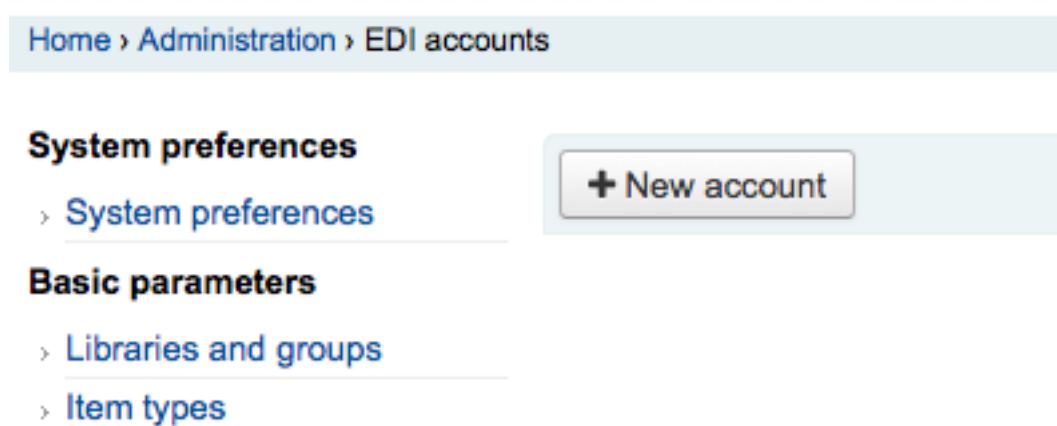 Home › Administration › EDI accounts
System preferences
› System preferences
Basic parameters
› Libraries and groups
› Item types
+ New account